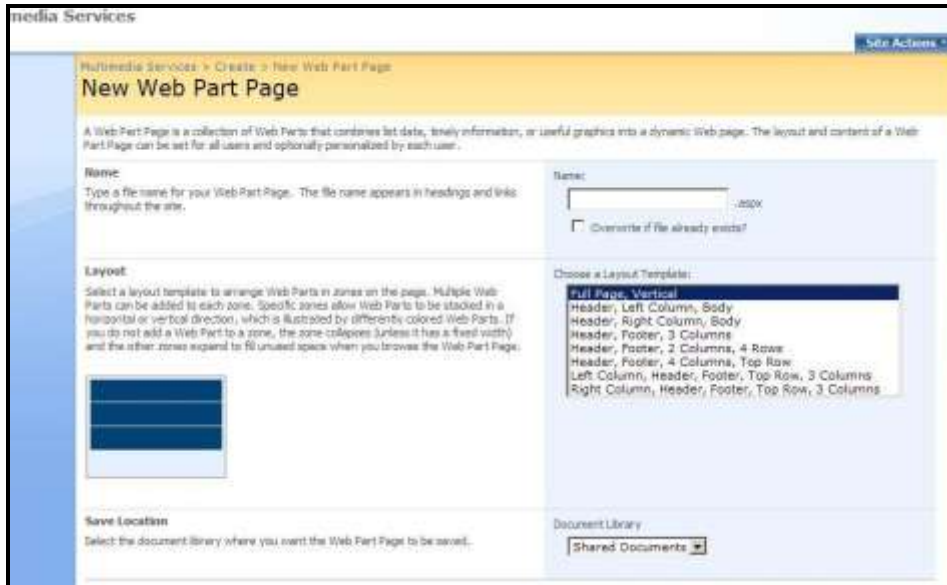 media Services
Site Actions
Multimedia Services > Create > New Web Part Page
New Web Part Page
A Web Part Page is a collection of Web Parts that combines list data, timely information, or useful graphics into a dynamic Web page. The layout and content of a Web
Part Page can be set for all users and optionally personalized by each user.
Name
Type a file name for your Web Part Page. The file name appears in headings and links
throughout the site.
Name:
.aspx
Overwrite if file already exists?
Layout
Select a layout template to arrange Web Parts in zones on the page. Multiple Web
Parts can be added to each zone. Specific zones allow Web Parts to be stacked in a
horizontal or vertical direction, which is illustrated by differently colored Web Parts. If
you do not add a Web Part to a zone, the zone collapses (unless it has a fixed width)
and the other zones expand to fill unused space when you browse the Web Part Page.
Choose a Layout Template:
Full Page, Vertical
Header, Left Column, Body
Header, Right Column, Body
Header, Footer, 3 Columns
Header, Footer, 2 Columns, 4 Rows
Header, Footer, 4 Columns, Top Row
Left Column, Header, Footer, Top Row, 3 Columns
Right Column, Header, Footer, Top Row, 3 Columns
Save Location
Select the document library where you want the Web Part Page to be saved.
Document Library
Shared Documents